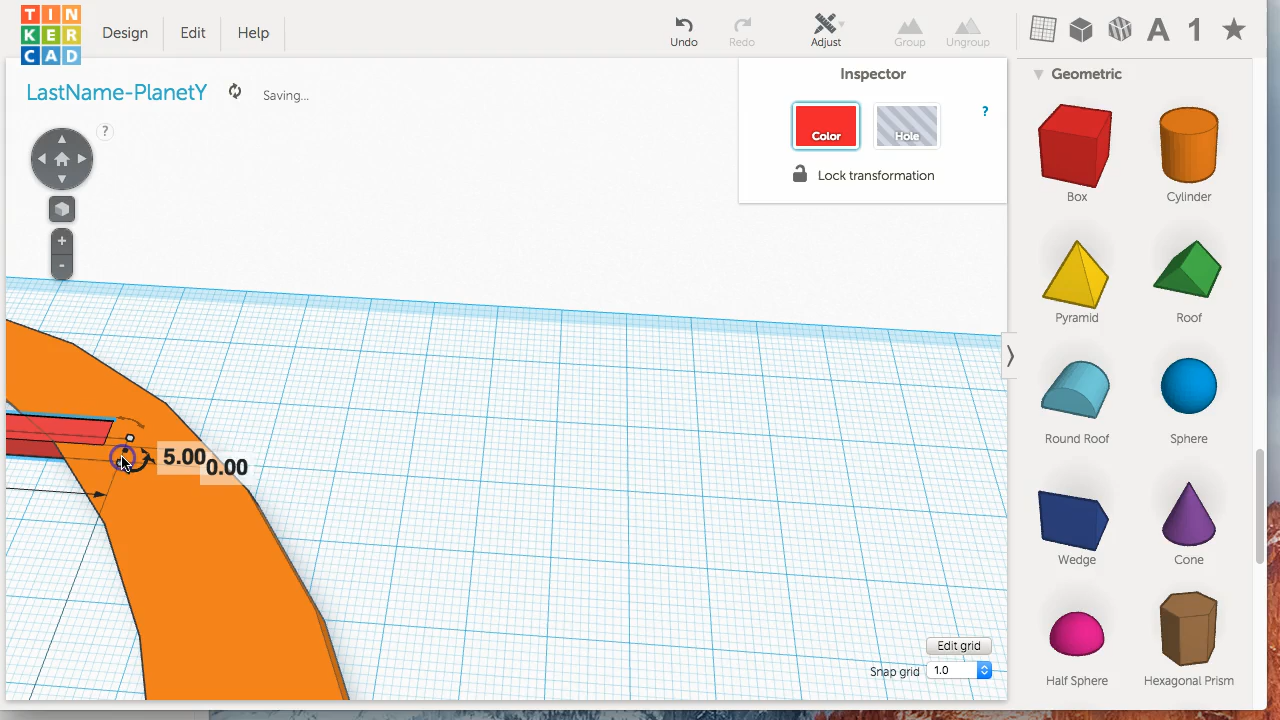 TIN
KER
CAD
Design
Edit
Help
Undo
Redo
Adjust
Group
Ungroup
A
1
LastName-PlanetY
Saving...
?
+
-
Inspector
Color
Hole
?
Lock transformation
5.00
0.00
Edit grid
Snap grid
1.0
Geometric
Box
Cylinder
Pyramid
Roof
Round Roof
Sphere
Wedge
Cone
Half Sphere
Hexagonal Prism